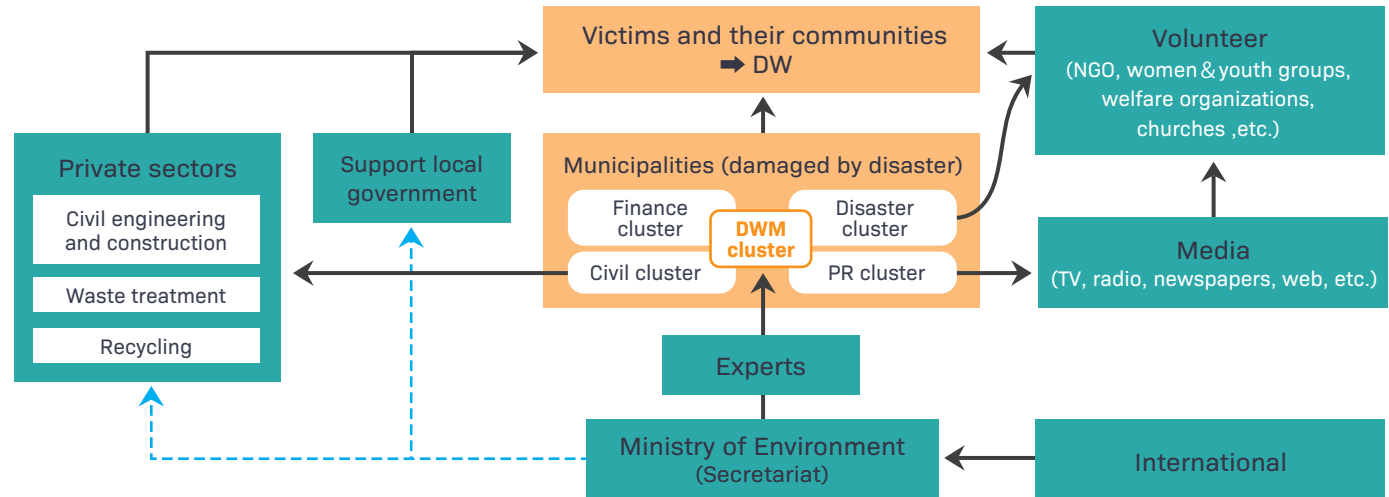 Victims and their communities
➡ DW
Volunteer
(NGO, women & youth groups,
welfare organizations,
churches ,etc.)
Private sectors
Civil engineering
and construction
Waste treatment
Recycling
Support local
government
Municipalities (damaged by disaster)
Finance
cluster
Disaster
cluster
DWM
cluster
Civil cluster
PR cluster
Media
(TV, radio, newspapers, web, etc.)
Experts
Ministry of Environment
(Secretariat)
International